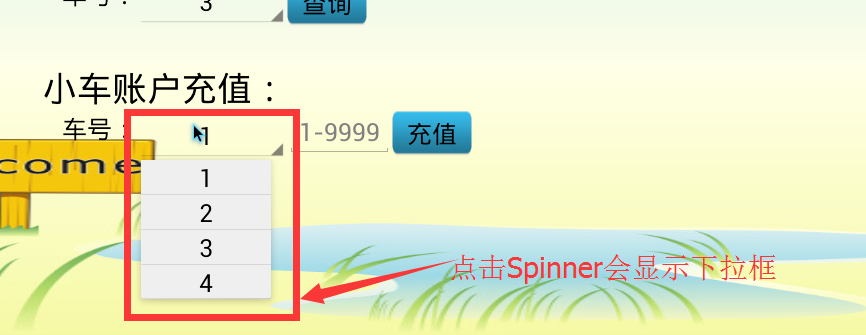 车号： 3 查询
小车账户充值：
车号： 1 1-9999 充值
come
1
2
3
4
点击Spinner会显示下拉框